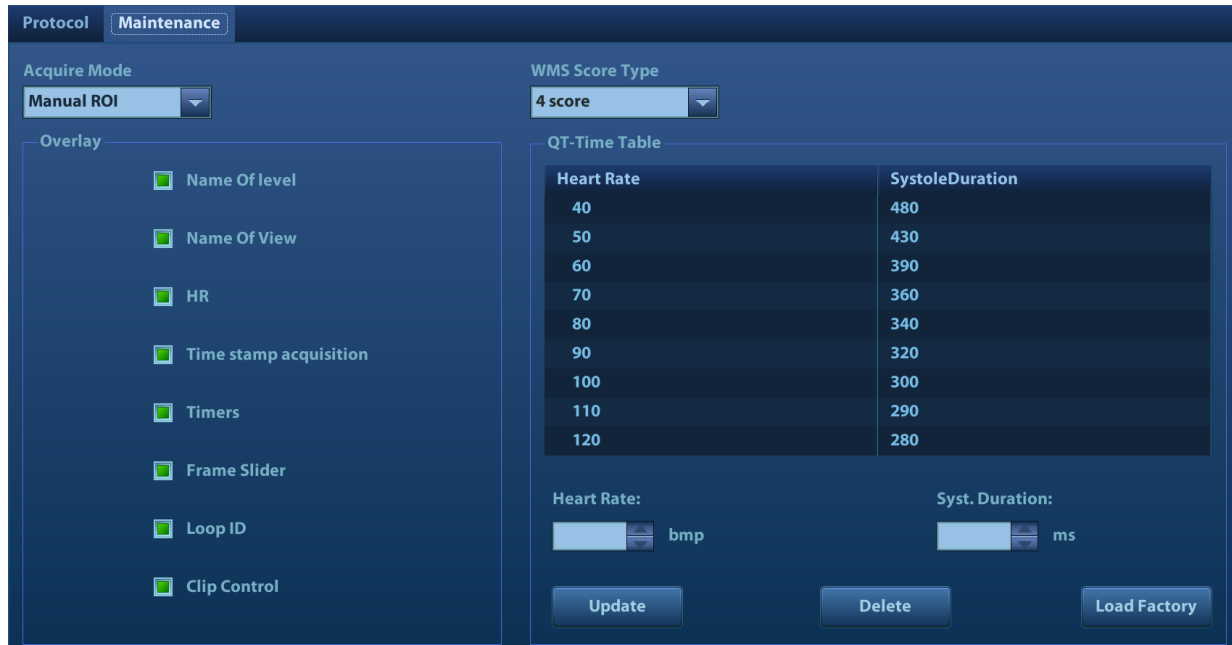 Protocol Maintenance
Acquire Mode
Manual ROI
Overlay
Name Of level
Name Of View
HR
Time stamp acquisition
Timers
Frame Slider
Loop ID
Clip Control
WMS Score Type
4 score
QT-Time Table
Heart Rate SystoleDuration
40 480
50 430
60 390
70 360
80 340
90 320
100 300
110 290
120 280
Heart Rate: Syst. Duration:
bmp ms
Update Delete Load Factory